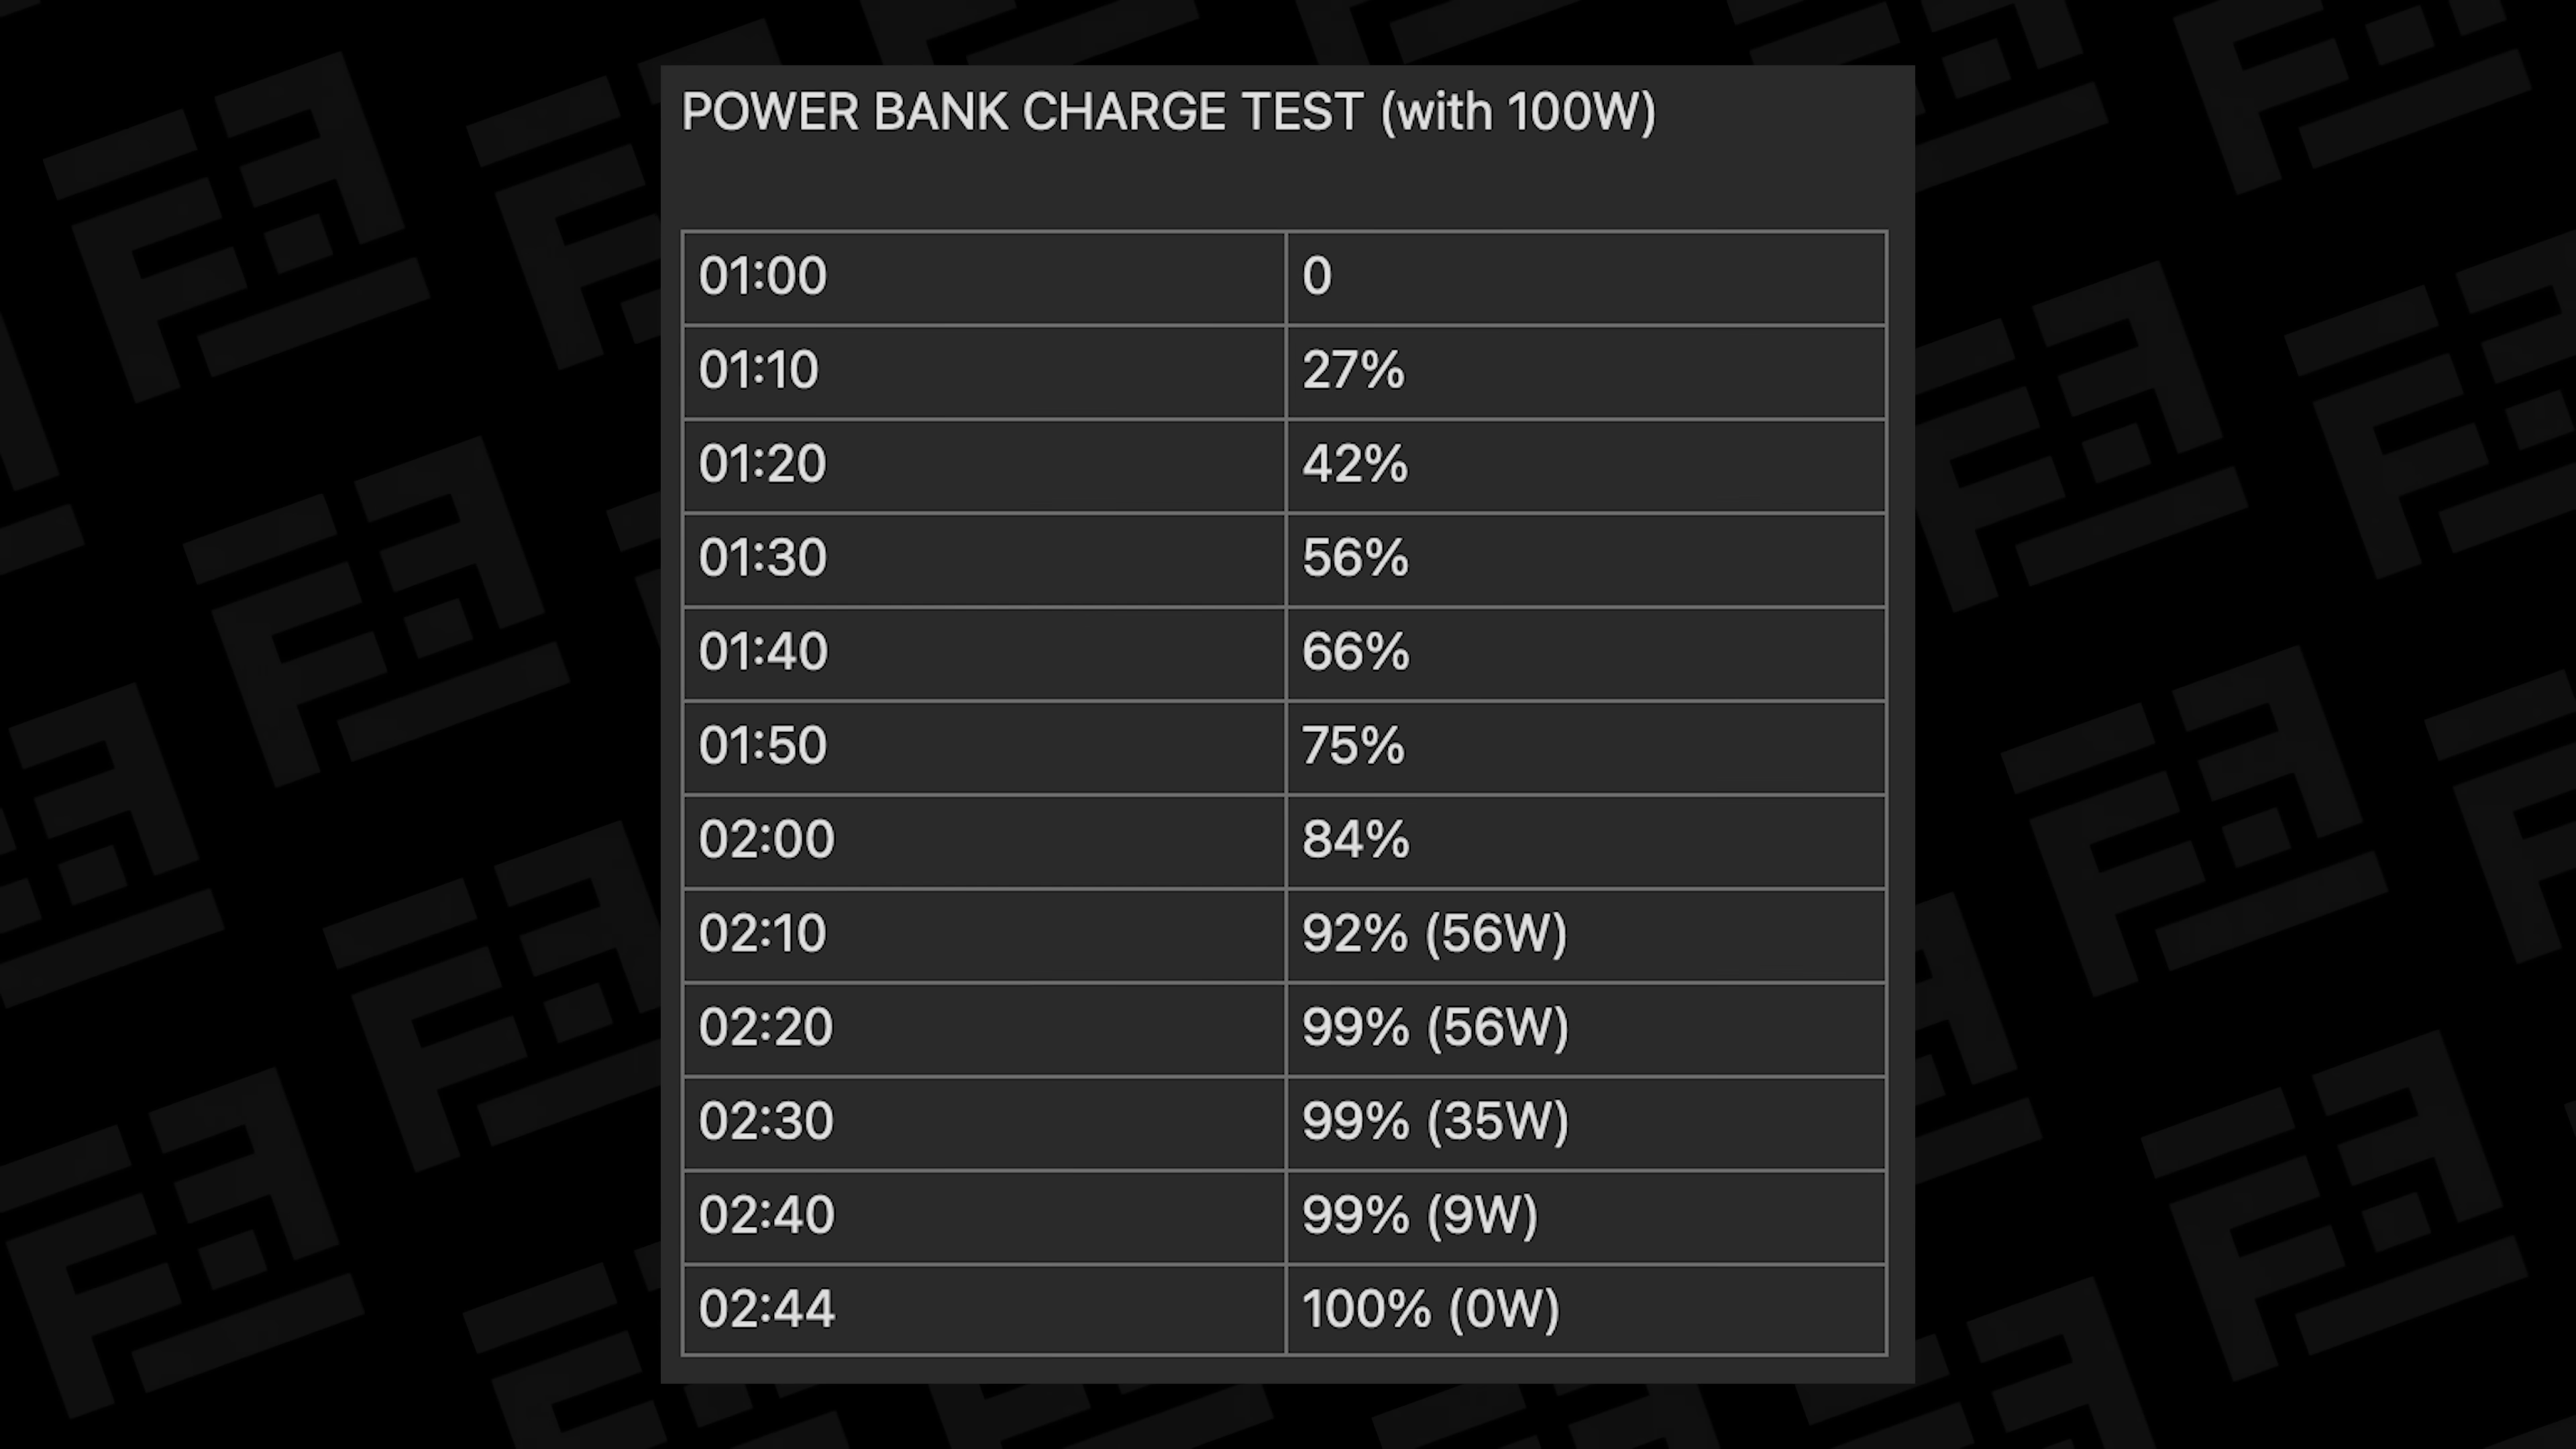 POWER BANK CHARGE TEST (with 100W)
01:00 0
01:10 27%
01:20 42%
01:30 56%
01:40 66%
01:50 75%
02:00 84%
02:10 92% (56W)
02:20 99% (56W)
02:30 99% (35W)
02:40 99% (9W)
02:44 100% (0W)